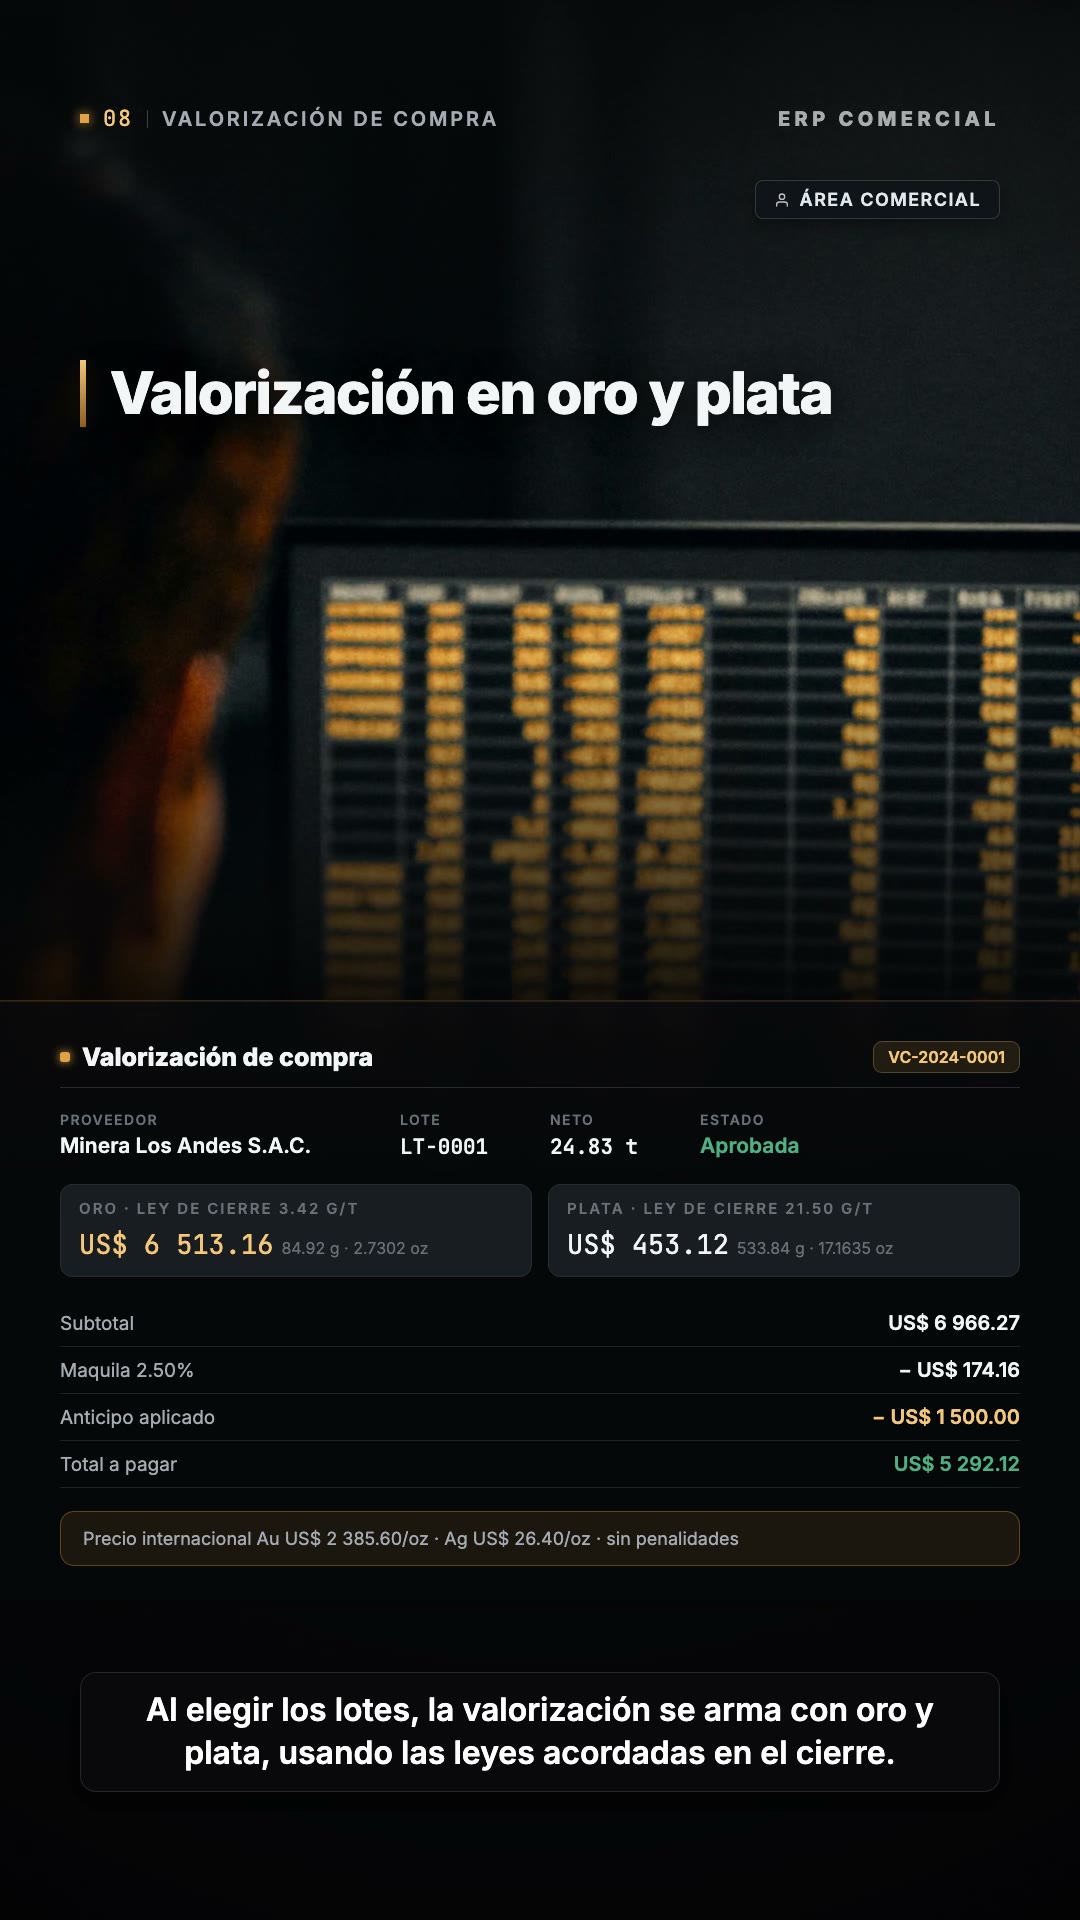 08 VALORIZACIÓN DE COMPRA
ERP COMERCIAL
ÁREA COMERCIAL
Valorización en oro y plata
Valorización de compra
VC-2024-0001
PROVEEDOR LOTE NETO ESTADO
Minera Los Andes S.A.C. LT-0001 24.83 t Aprobada
ORO · LEY DE CIERRE 3.42 G/T
US$ 6 513.16 84.92 g · 2.7302 oz
PLATA · LEY DE CIERRE 21.50 G/T
US$ 453.12 533.84 g · 17.1635 oz
Subtotal US$ 6 966.27
Maquila 2.50% – US$ 174.16
Anticipo aplicado – US$ 1 500.00
Total a pagar US$ 5 292.12
Precio internacional Au US$ 2 385.60/oz · Ag US$ 26.40/oz · sin penalidades
Al elegir los lotes, la valorización se arma con oro y
plata, usando las leyes acordadas en el cierre.